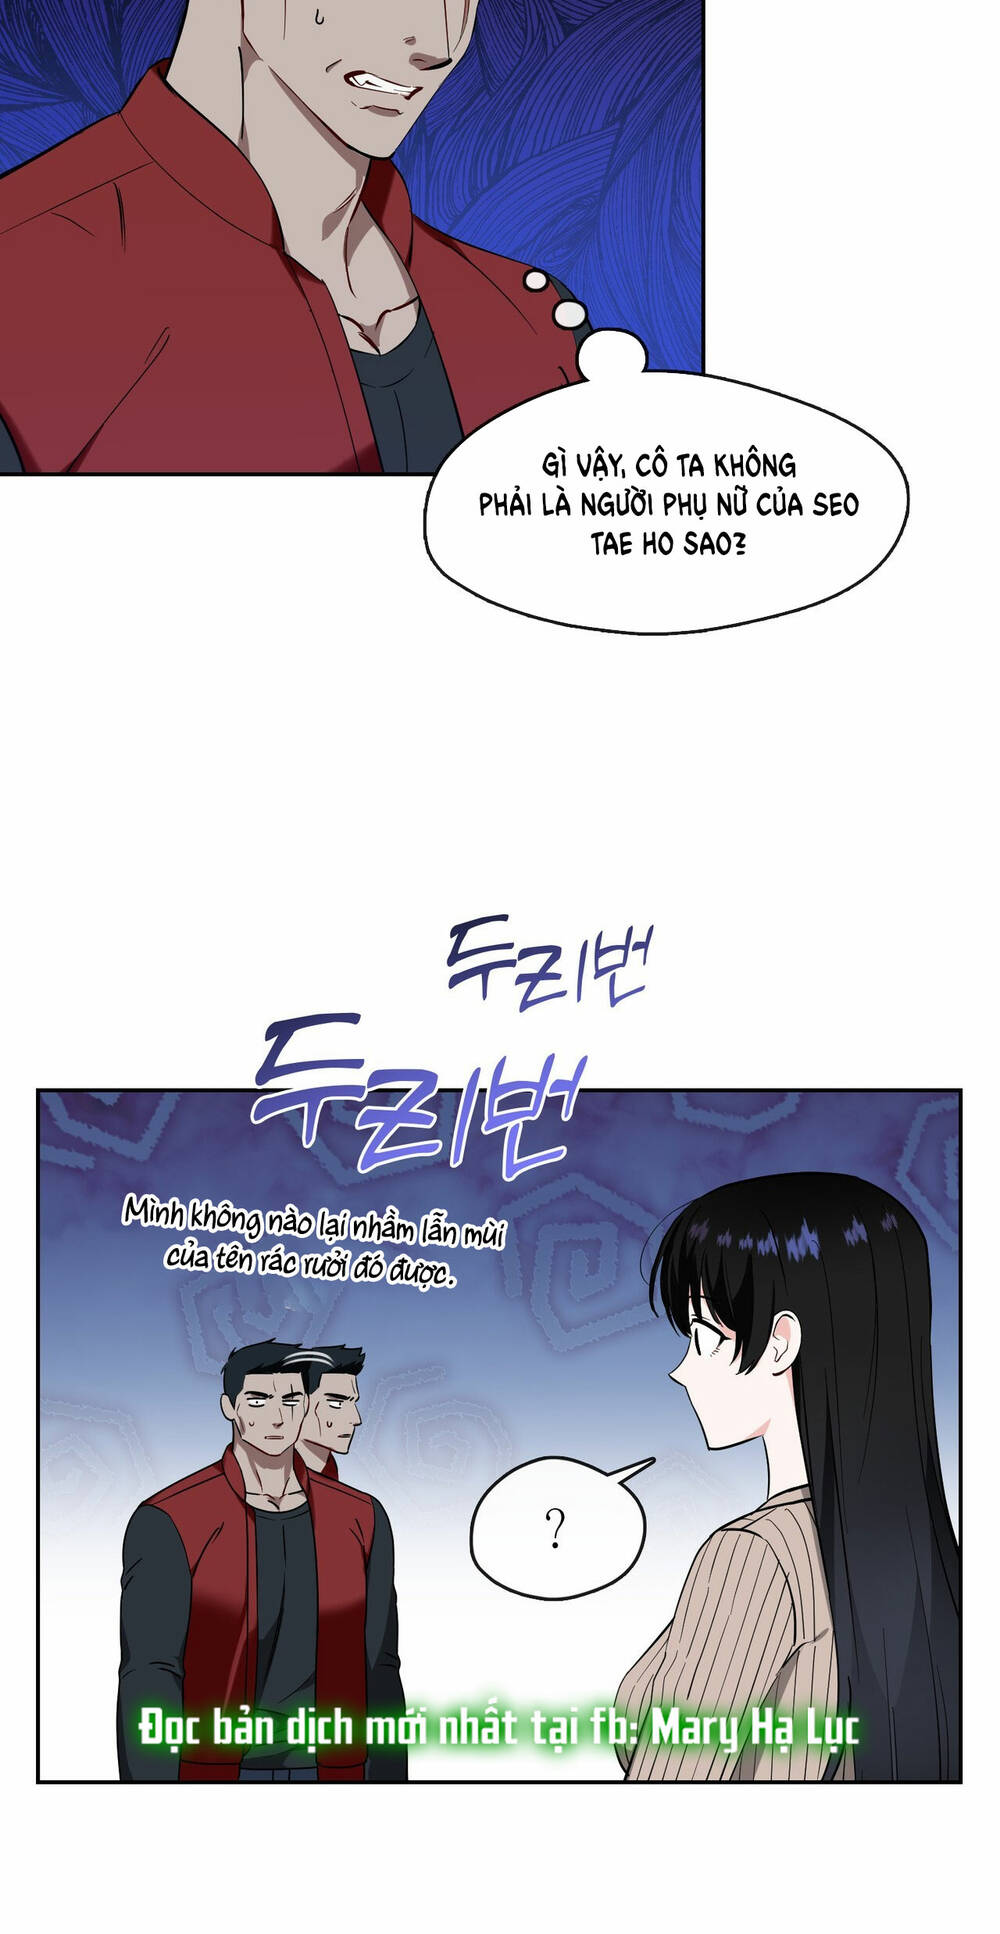 GÌ VẬY, CÔ TA KHÔNG
PHẢI LÀ NGƯỜI PHỤ NỮ CỦA SEO
TAE HO SAO?
두리번
두리번
Mình không nào lại nhầm lẫn mùi
của tên rác rưởi đó được.
?
Đọc bản dịch mới nhất tại fb: Mary Hạ Lục